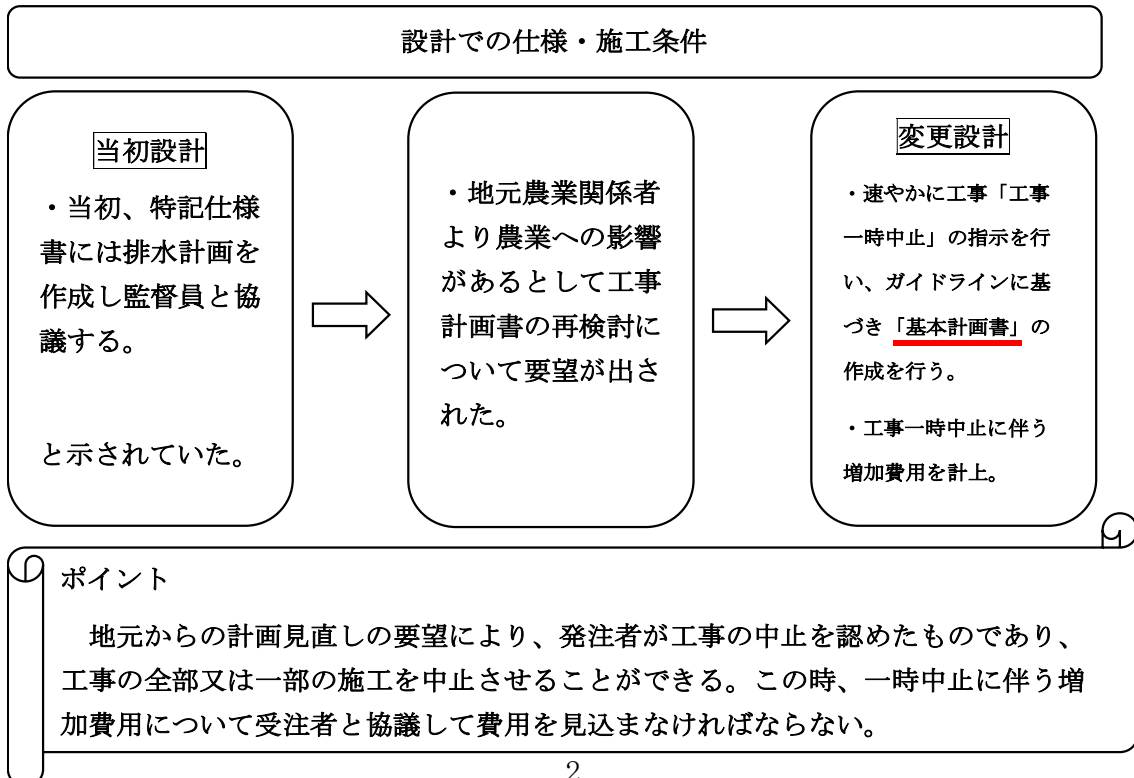 設計での仕様・施工条件
当初設計
・当初、特記仕様
書には排水計画を
作成し監督員と協
議する。
と示されていた。
・地元農業関係者
より農業への影響
があるとして工事
計画書の再検討に
ついて要望が出さ
れた。
変更設計
・速やかに工事「工事
一時中止」の指示を行
い、ガイドラインに基
づき「基本計画書」の
作成を行う。
・工事一時中止に伴う
増加費用を計上。
ポイント
地元からの計画見直しの要望により、発注者が工事の中止を認めたものであり、
工事の全部又は一部の施工を中止させることができる。この時、一時中止に伴う増
加費用について受注者と協議して費用を見込まなければならない。
2